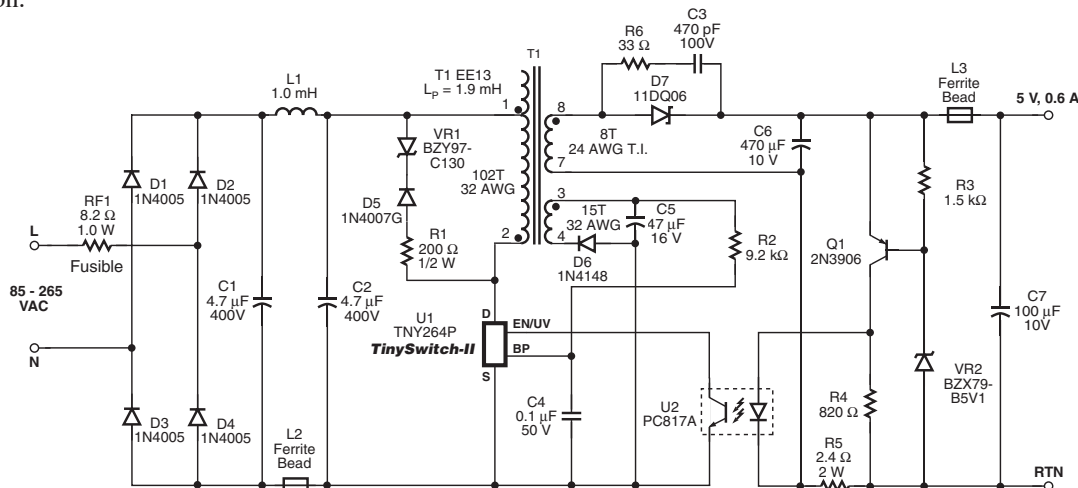 on.
C3
470 pF
100V
R6
33 Ω
T1
D7
11DQ06
L3
Ferrite
Bead
5 V, 0.6 A
L1
1.0 mH
T1 EE13
LP = 1.9 mH
1
8
VR1
BZY97-
C130
8T
24 AWG T.I.
7
C6
470 µF
10 V
102T
32 AWG
D1
1N4005
D2
1N4005
RF1
8.2 Ω
1.0 W
L
Fusible
D5
1N4007G
3
15T
32 AWG
C5
47 µF
16 V
R3
1.5 kΩ
2
4
R1
200 Ω
1/2 W
D6
1N4148
R2
9.2 kΩ
Q1
2N3906
85 - 265
VAC
C1
4.7 µF
400V
C2
4.7 µF
400V
U1
TNY264P
TinySwitch-II
D
EN/UV
BP
S
C7
100 µF
10V
N
VR2
BZX79-
B5V1
D3
1N4005
D4
1N4005
C4
0.1 µF
50 V
U2
PC817A
R4
820 Ω
L2
Ferrite
Bead
R5
2.4 Ω
2 W
RTN